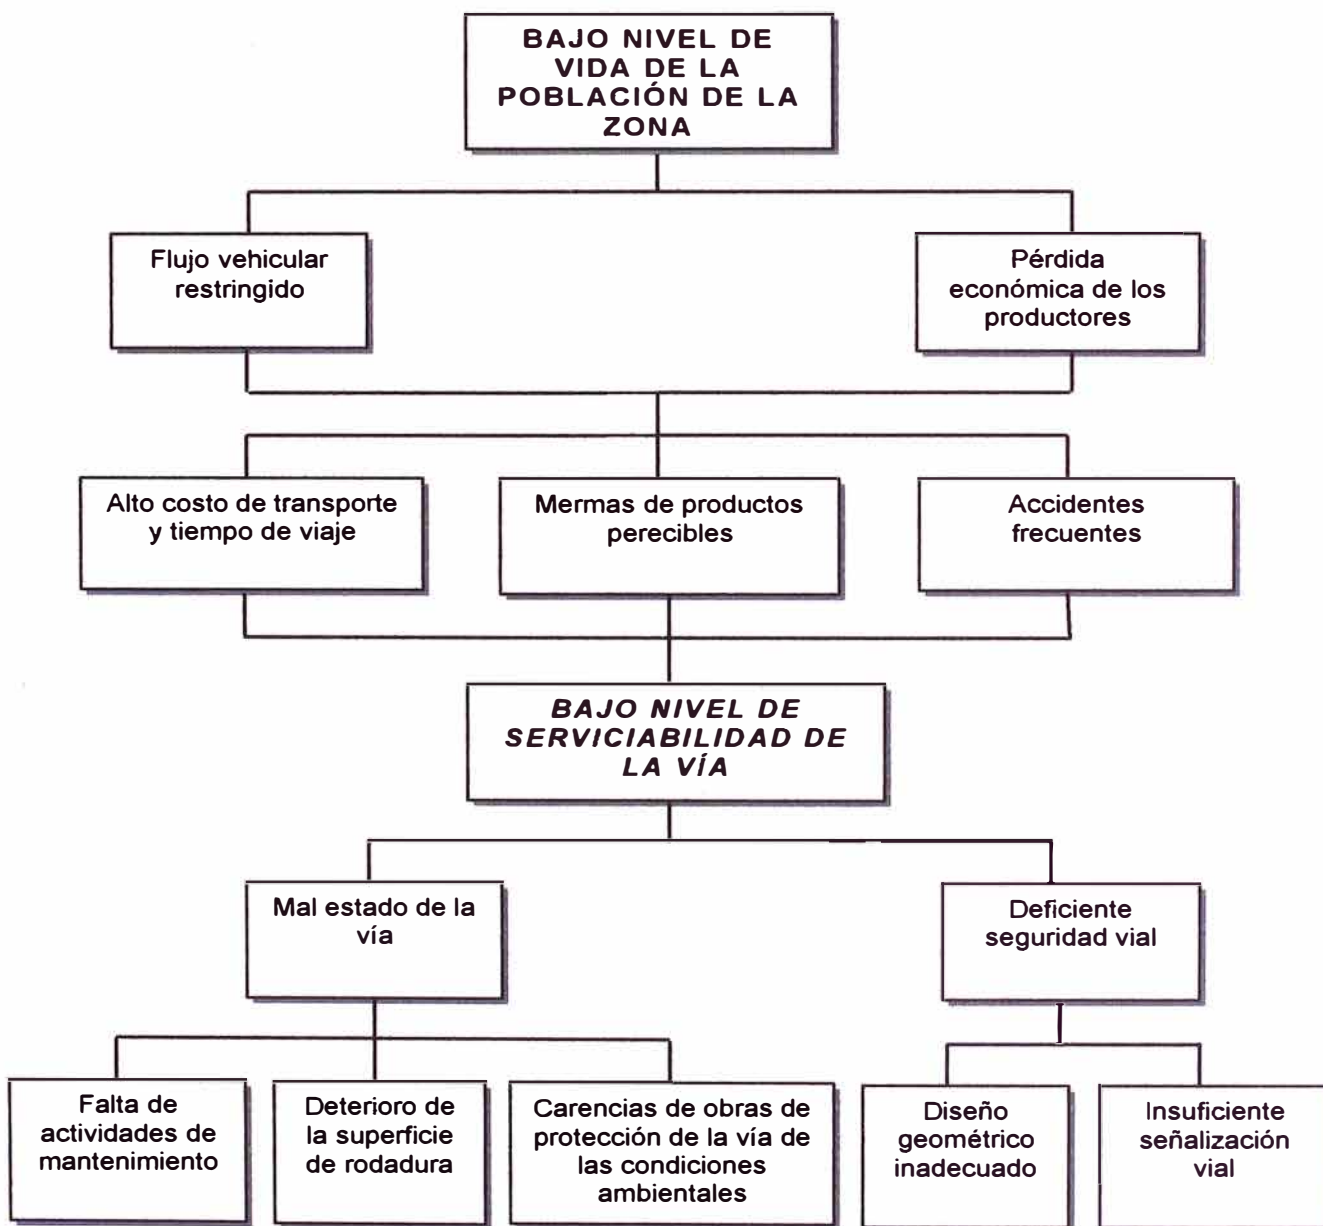 BAJO NIVEL DE
VIDA DE LA
POBLACIÓN DE LA
ZONA
Flujo vehicular
restringido
Pérdida
económica de los
productores
Alto costo de transporte
y tiempo de viaje
Mermas de productos
perecibles
Accidentes
frecuentes
BAJO NIVEL DE
SERVICIABILIDAD DE
LA VÍA
Mal estado de la
vía
Deficiente
seguridad vial
Falta de
actividades de
mantenimiento
Deterioro de
la superficie
de rodadura
Carencias de obras de
protección de la vía de
las condiciones
ambientales
Diseño
geométrico
inadecuado
Insuficiente
señalización
vial